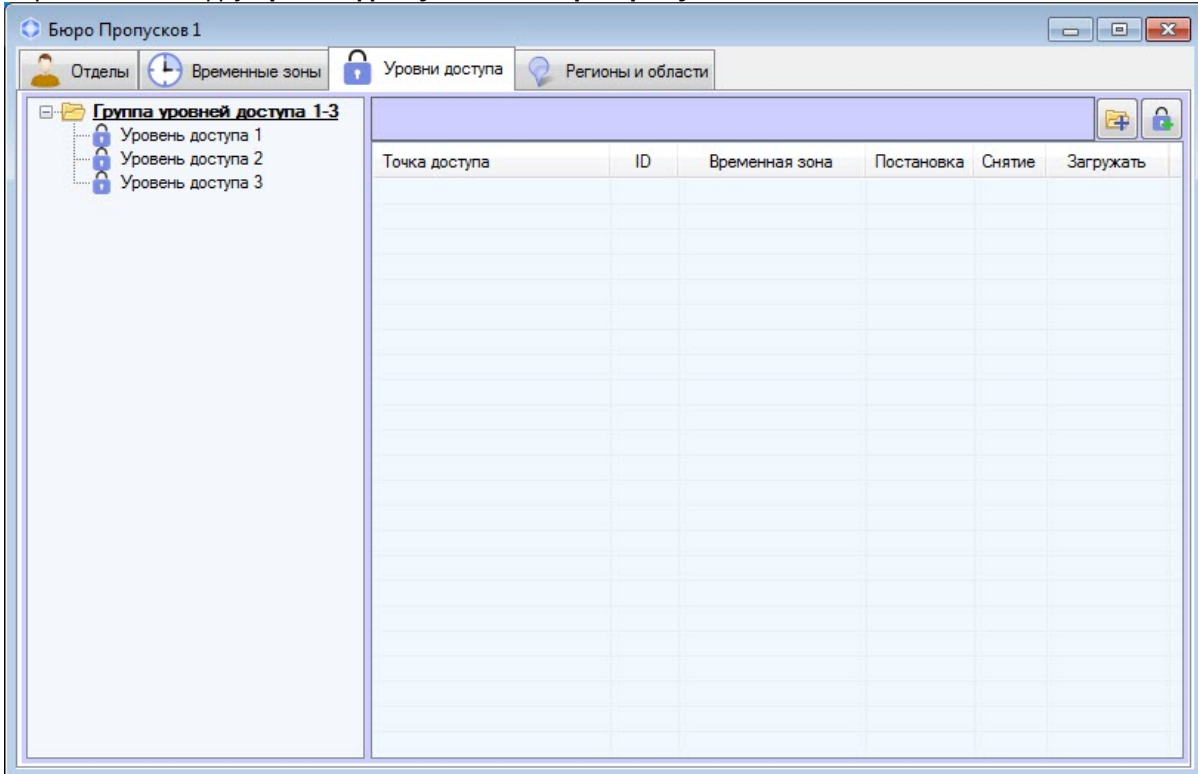 Бюро Пропусков 1
Отделы Временные зоны Уровни доступа Регионы и области
Группа уровней доступа 1-3
Уровень доступа 1
Уровень доступа 2
Уровень доступа 3
Точка доступа ID Временная зона Постановка Снятие Загружать